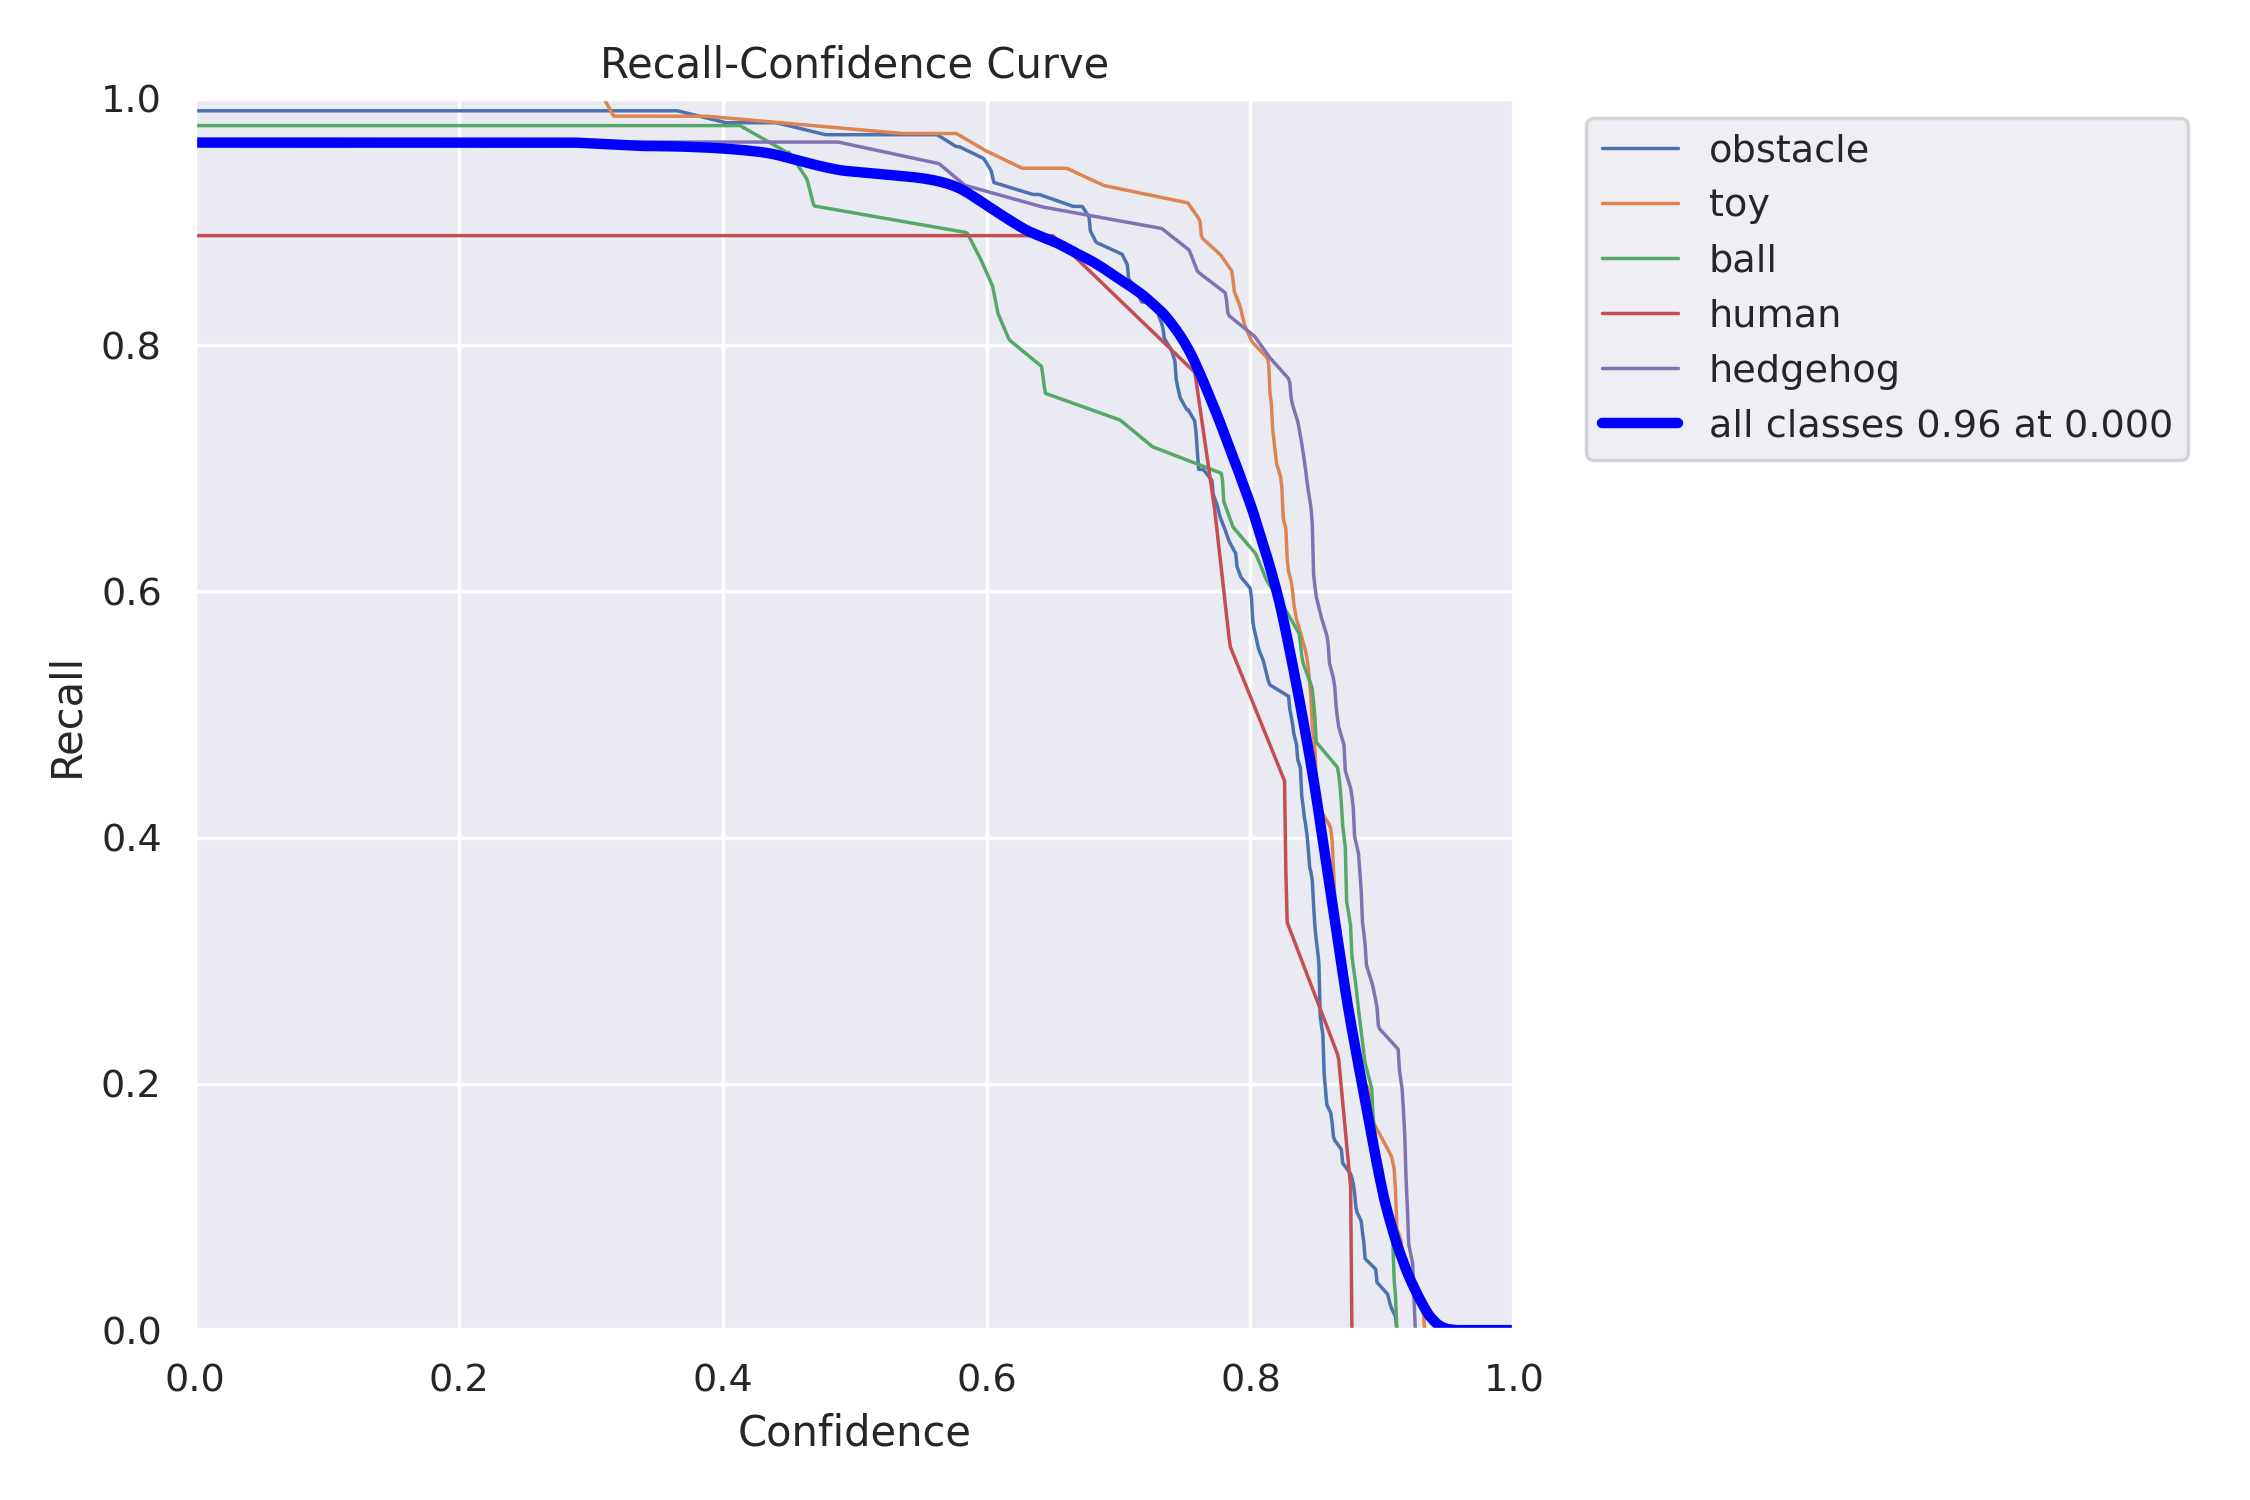 Recall-Confidence Curve
1.0
0.8
0.6
0.4
0.2
0.0
Recall
0.0 0.2 0.4 0.6 0.8 1.0
Confidence
obstacle
toy
ball
human
hedgehog
all classes 0.96 at 0.000